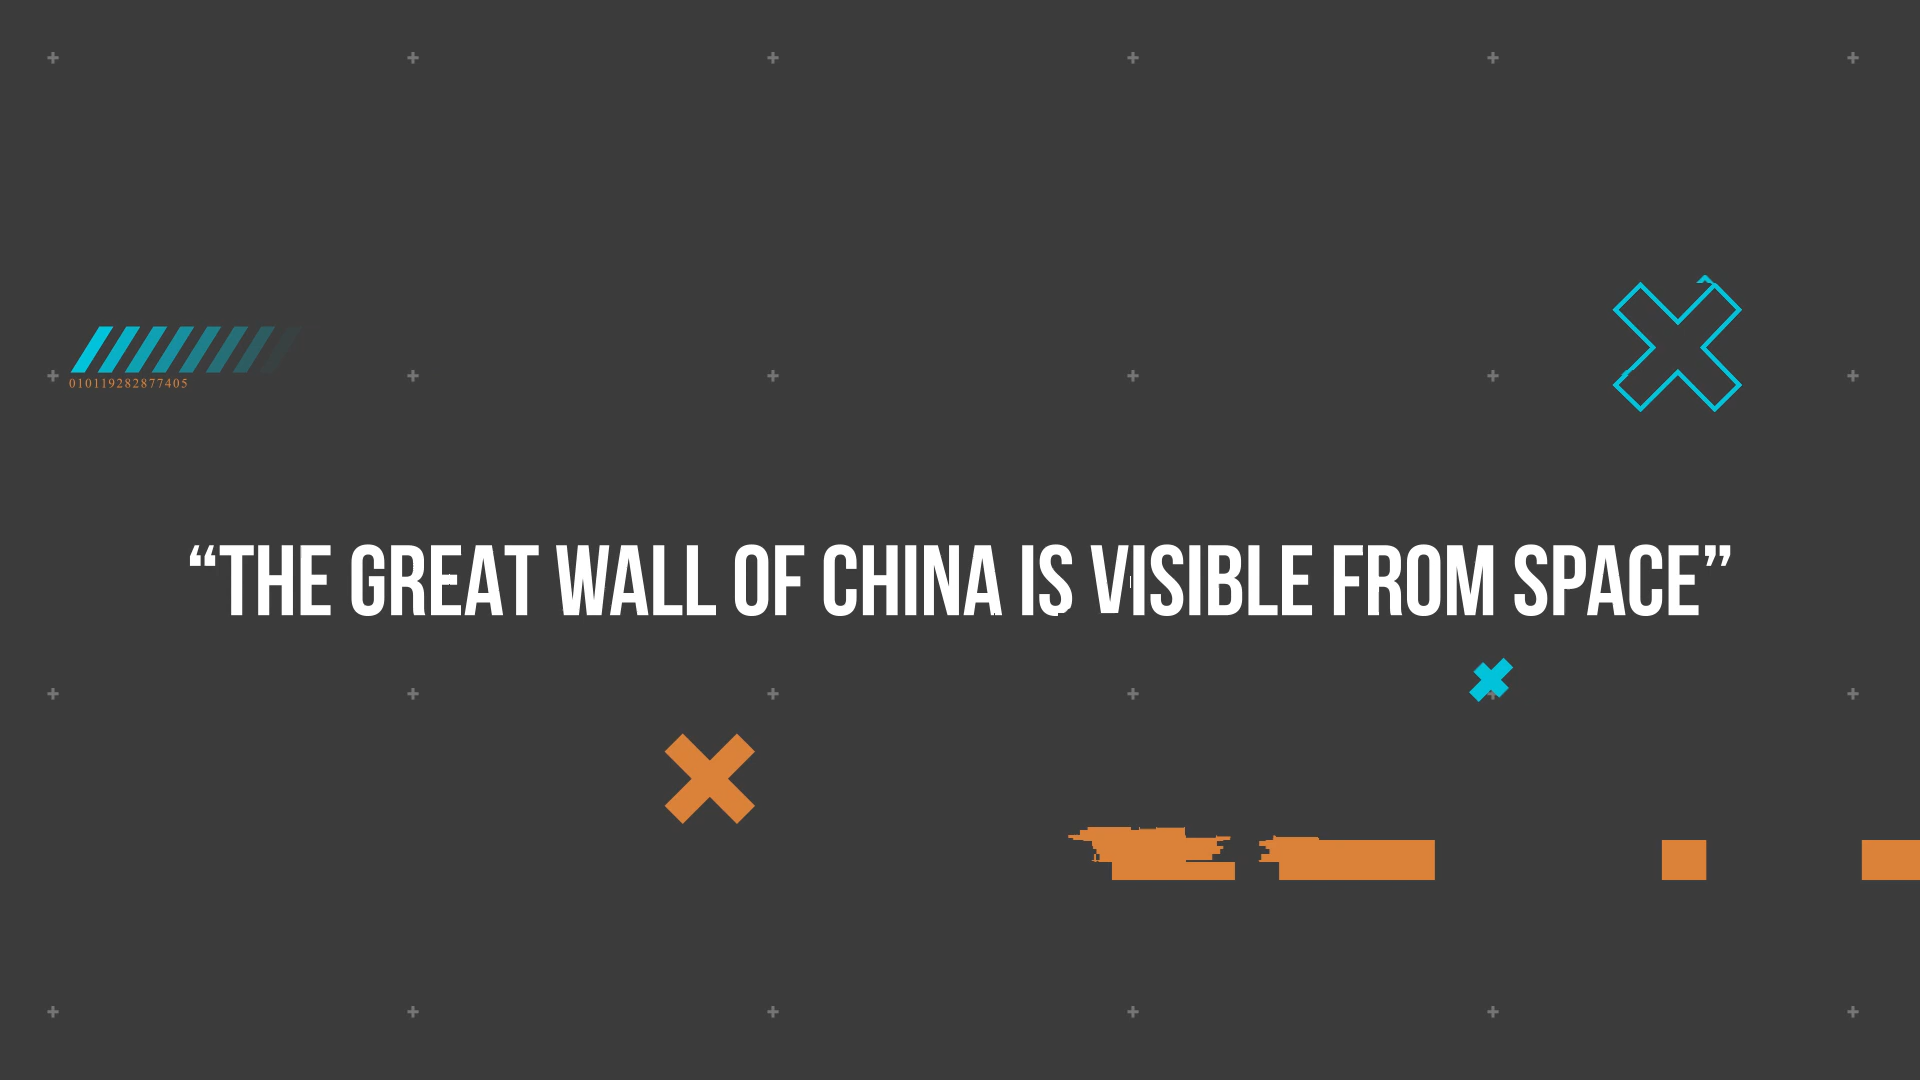 010119282877405
“THE GREAT WALL OF CHINA IS VISIBLE FROM SPACE”